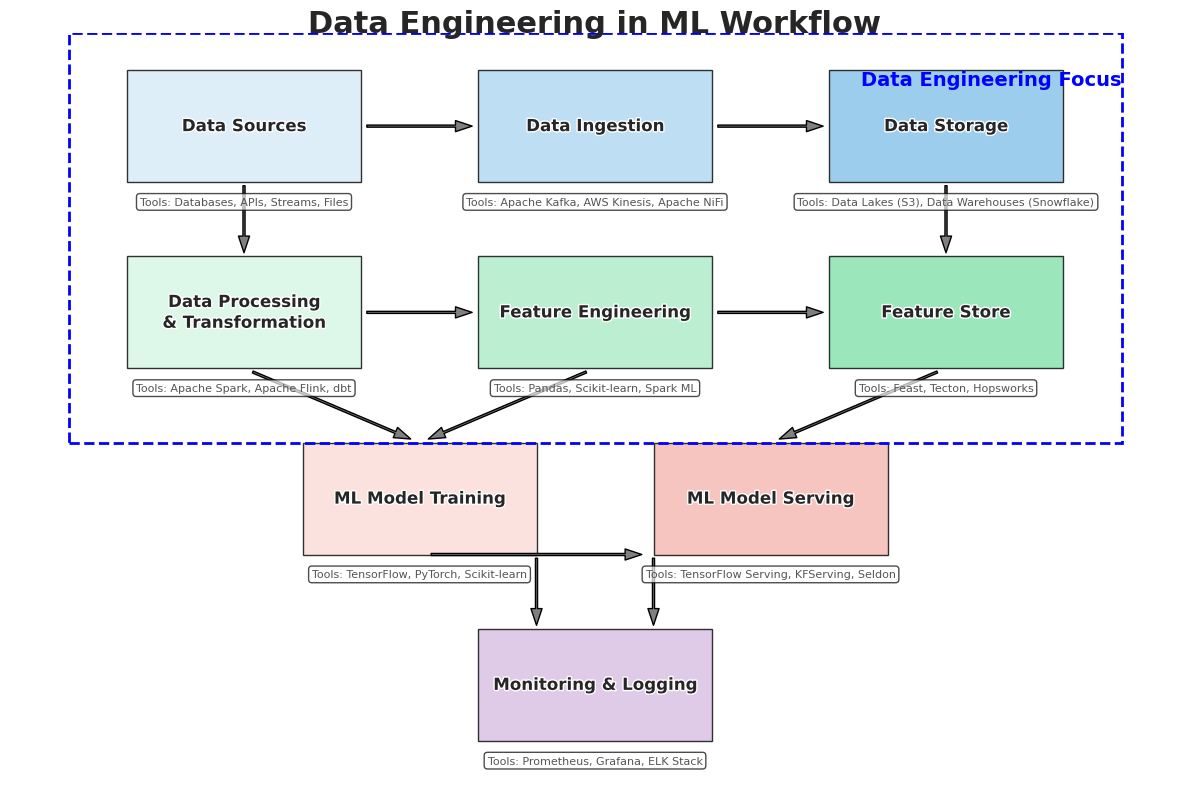 Data Engineering in ML Workflow
Data Engineering Focus
Data Sources
Data Ingestion
Data Storage
Tools: Databases, APIs, Streams, Files
Tools: Apache Kafka, AWS Kinesis, Apache NiFi
Tools: Data Lakes (S3), Data Warehouses (Snowflake)
Data Processing
& Transformation
Feature Engineering
Feature Store
Tools: Apache Spark, Apache Flink, dbt
Tools: Pandas, Scikit-learn, Spark ML
Tools: Feast, Tecton, Hopsworks
ML Model Training
ML Model Serving
Tools: TensorFlow, PyTorch, Scikit-learn
Tools: TensorFlow Serving, KFServing, Seldon
Monitoring & Logging
Tools: Prometheus, Grafana, ELK Stack